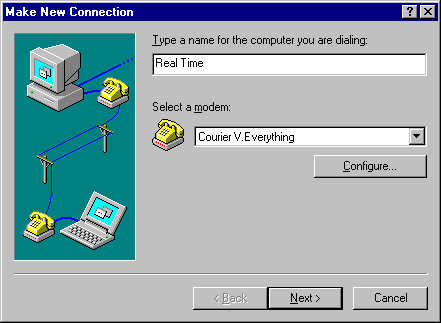 Make New Connection
Type a name for the computer you are dialing:
Real Time
Select a modem:
Courier V.Everything
Configure...
< Back
Next >
Cancel